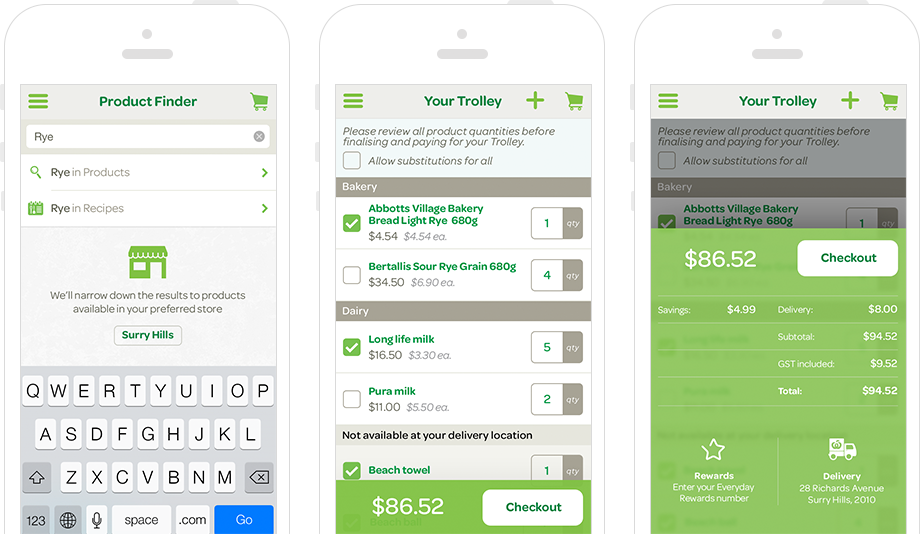 Product Finder
Rye
Rye in Products
Rye in Recipes
We'll narrow down the results to products
available in your preferred store
Surry Hills
Q W E R T Y U I O P
A S D F G H J K L
Z X C V B N M
123 space .com Go
Your Trolley
Please review all product quantities before
finalising and paying for your Trolley.
Allow substitutions for all
Bakery
Abbotts Village Bakery
Bread Light Rye 680g
$4.54 $4.54 ea.
1 qty
Bertallis Sour Rye Grain 680g
$34.50 $6.90 ea.
4 qty
Dairy
Long life milk
$16.50 $3.30 ea.
5 qty
Pura milk
$11.00 $5.50 ea.
2 qty
Not available at your delivery location
Beach towel
1 qty
$86.52 Checkout
Beach ball
Your Trolley
Please review all product quantities before
finalising and paying for your Trolley.
Allow substitutions for all
Bakery
Abbotts Village Bakery
Bread Light Rye 680g
1 qty
$86.52 Checkout
Savings: $4.99
Delivery: $8.00
Subtotal: $94.52
GST included: $9.52
Total: $94.52
Rewards
Enter your Everyday
Rewards number
Delivery
28 Richards Avenue
Surry Hills, 2010